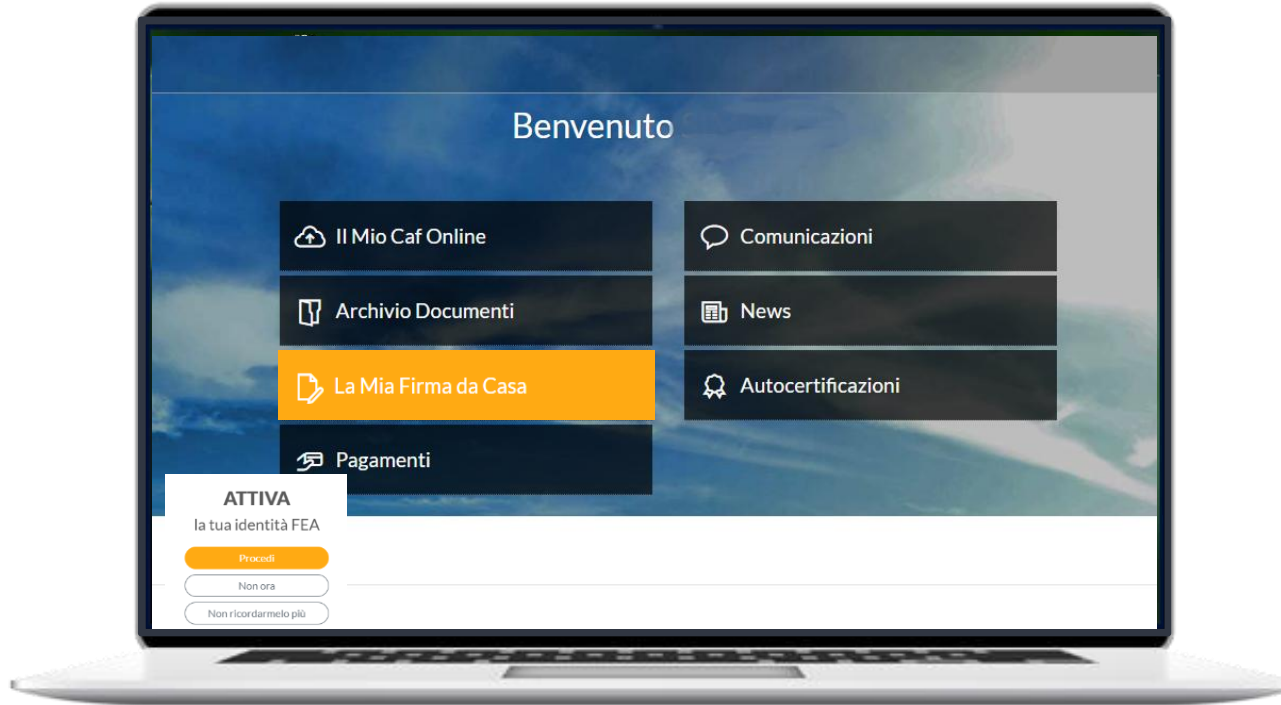 Benvenuto
Il Mio Caf Online
Archivio Documenti
La Mia Firma da Casa
Pagamenti
Comunicazioni
News
Autocertificazioni
ATTIVA
la tua identità FEA
Procedi
Non ora
Non ricordarmelo più